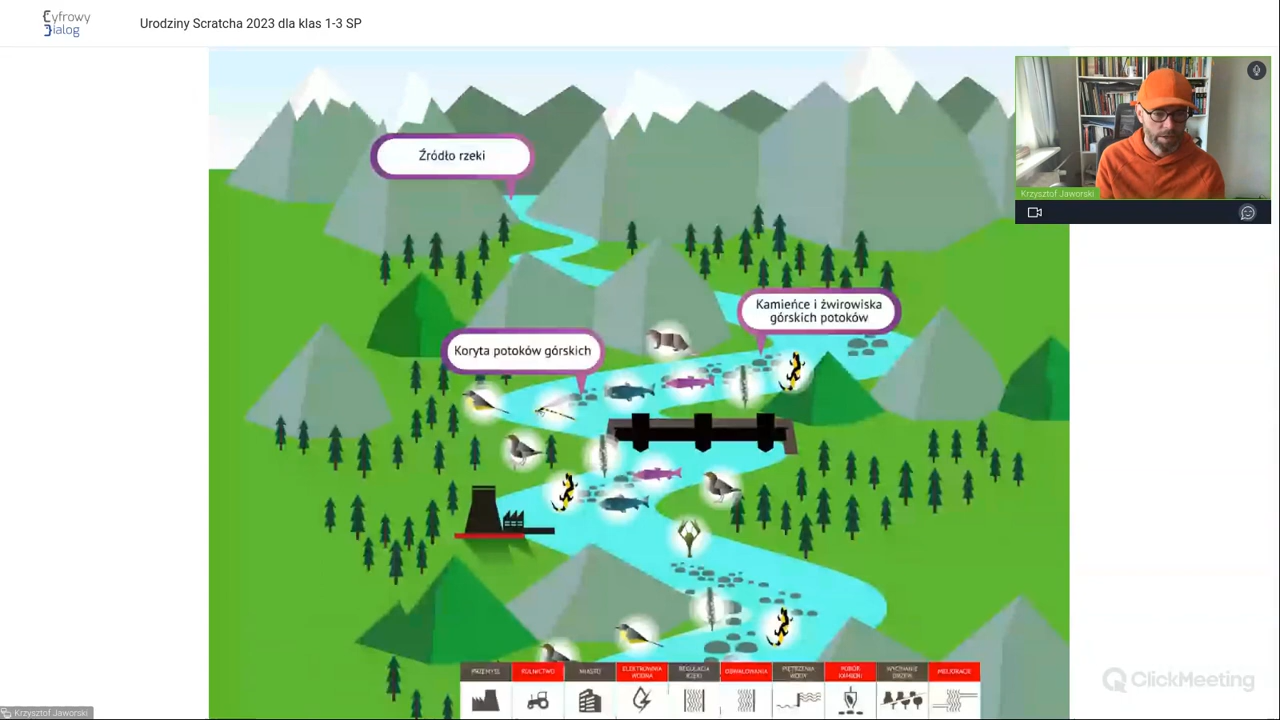 Cyfrowy
Dialog
Urodziny Scratcha 2023 dla klas 1-3 SP
Źródło rzeki
Kamieńce i żwirowiska
górskich potoków
Koryta potoków górskich
Krzysztof Jaworski
PRZEMYSŁ
ROLNICTWO
MIASTO
ELEKTROWNIA
WODNA
REGULACJA
RZEKI
OBWAŁOWANIA
PIĘTRZENIA
WODY
POBÓR
KAMIENI
WYCINANIE
DRZEW
MELIORACJE
ClickMeeting
Krzysztof Jaworski